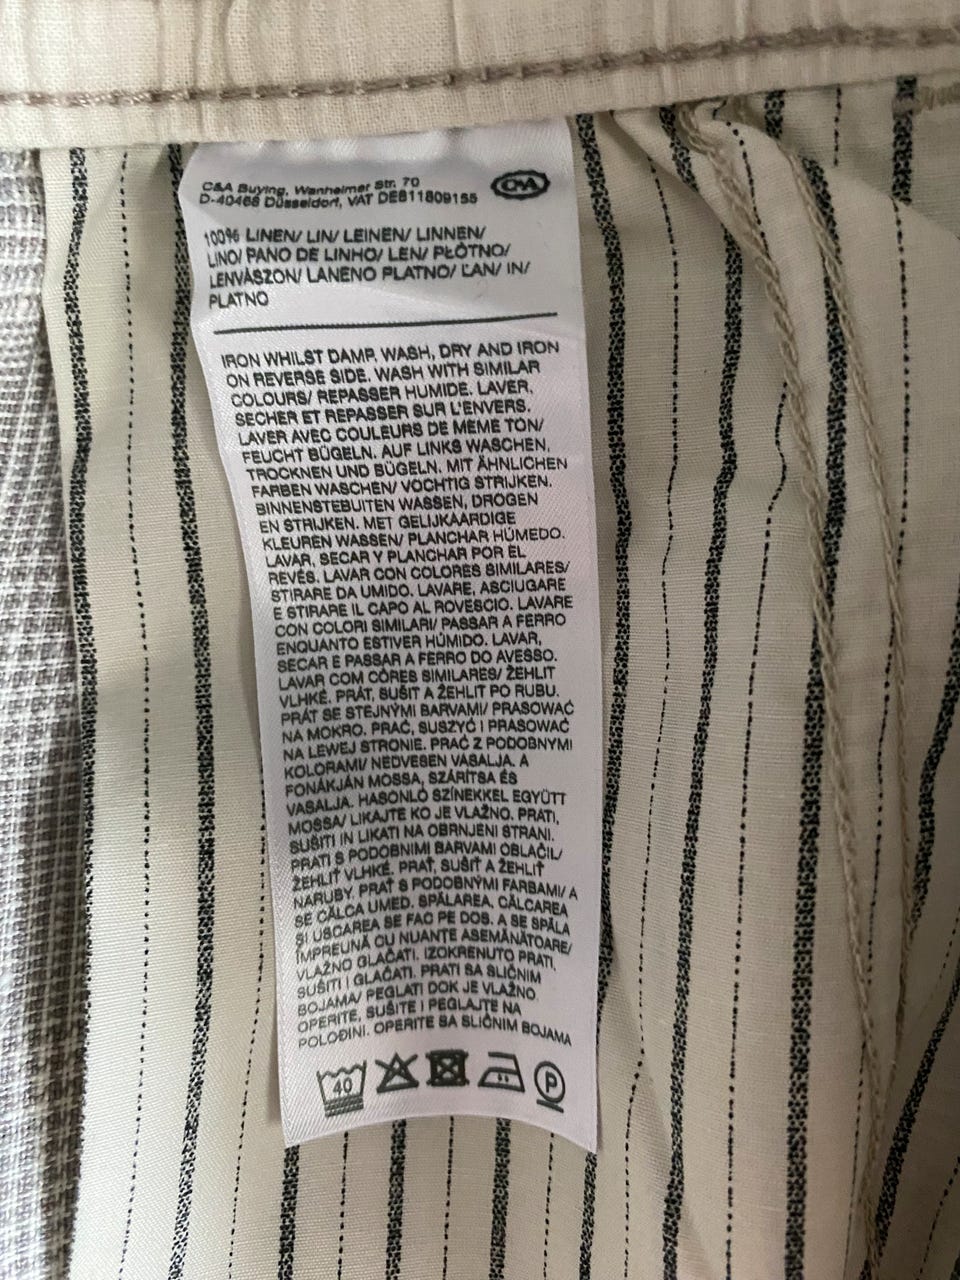 C&A Buying, Wanheimer Str. 70
D-40468 Düsseldorf, VAT DE811809155
C&A
100% LINEN/ LIN/ LEINEN/ LINNEN/
LINO/ PANO DE LINHO/ LEN/ PŁÓTNO/
LENVÁSZON/ LANENO PLATNO/ ĽAN/ IN/
PLATNO
IRON WHILST DAMP. WASH, DRY AND IRON
ON REVERSE SIDE. WASH WITH SIMILAR
COLOURS/ REPASSER HUMIDE. LAVER,
SECHER ET REPASSER SUR L'ENVERS.
LAVER AVEC COULEURS DE MEME TON/
FEUCHT BÜGELN. AUF LINKS WASCHEN,
TROCKNEN UND BÜGELN. MIT ÄHNLICHEN
FARBEN WASCHEN/ VOCHTIG STRIJKEN.
BINNENSTEBUITEN WASSEN, DROGEN
EN STRIJKEN. MET GELIJKAARDIGE
KLEUREN WASSEN/ PLANCHAR HÚMEDO.
LAVAR, SECAR Y PLANCHAR POR EL
REVÉS. LAVAR CON COLORES SIMILARES/
STIRARE DA UMIDO. LAVARE, ASCIUGARE
E STIRARE IL CAPO AL ROVESCIO. LAVARE
CON COLORI SIMILARI/ PASSAR A FERRO
ENQUANTO ESTIVER HÚMIDO. LAVAR,
SECAR E PASSAR A FERRO DO AVESSO.
LAVAR COM CÔRES SIMILARES/ ŽEHLIT
VLHKÉ. PRÁT, SUŠIT A ŽEHLIT PO RUBU.
PRÁT SE STEJNÝMI BARVAMI/ PRASOWAĆ
NA MOKRO. PRAĆ, SUSZYĆ I PRASOWAĆ
NA LEWEJ STRONIE. PRAĆ Z PODOBNYMI
KOLORAMI/ NEDVESEN VASALJA. A
FONÁKJÁN MOSSA, SZÁRÍTSA ÉS
VASALJA. HASONLÓ SZÍNEKKEL EGYÜTT
MOSSA/ LIKAJTE KO JE VLAŽNO. PRATI,
SUŠITI IN LIKATI NA OBRNJENI STRANI.
PRATI S PODOBNIMI BARVAMI OBLAČIL/
ŽEHLIŤ VLHKÉ. PRAŤ, SUŠIŤ A ŽEHLIŤ
NARUBY. PRAŤ S PODOBNÝMI FARBAMI/ A
SE CĂLCA UMED. SPĂLAREA, CĂLCAREA
ŞI USCAREA SE FAC PE DOS. A SE SPĂLA
ÎMPREUNĂ CU NUANTE ASEMĂNĂTOARE/
VLAŽNO GLAČATI. IZOKRENUTO PRATI,
SUŠITI I GLAČATI. PRATI SA SLIČNIM
BOJAMA/ PEGLATI DOK JE VLAŽNO.
OPERITE, SUŠITE I PEGLAJTE NA
POLOĐINI. OPERITE SA SLIČNIM BOJAMA
40 P